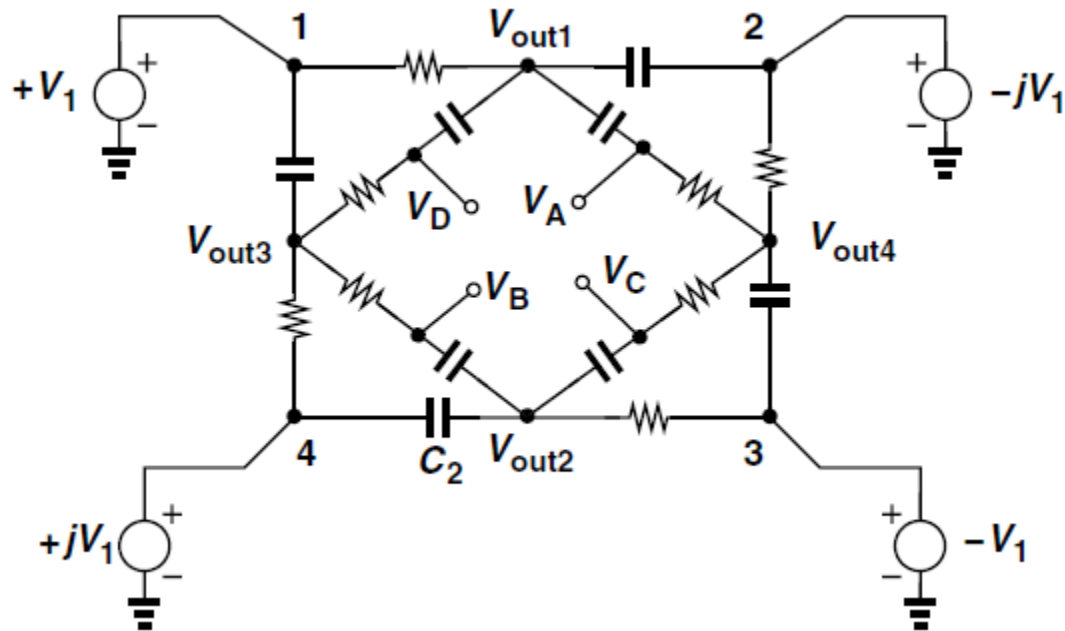 1
V_out1
2
+V_1
−jV_1
V_D
V_A
V_out3
V_out4
V_B
V_C
4
C_2
V_out2
3
+jV_1
−V_1
+
−
+
−
+
−
+
−